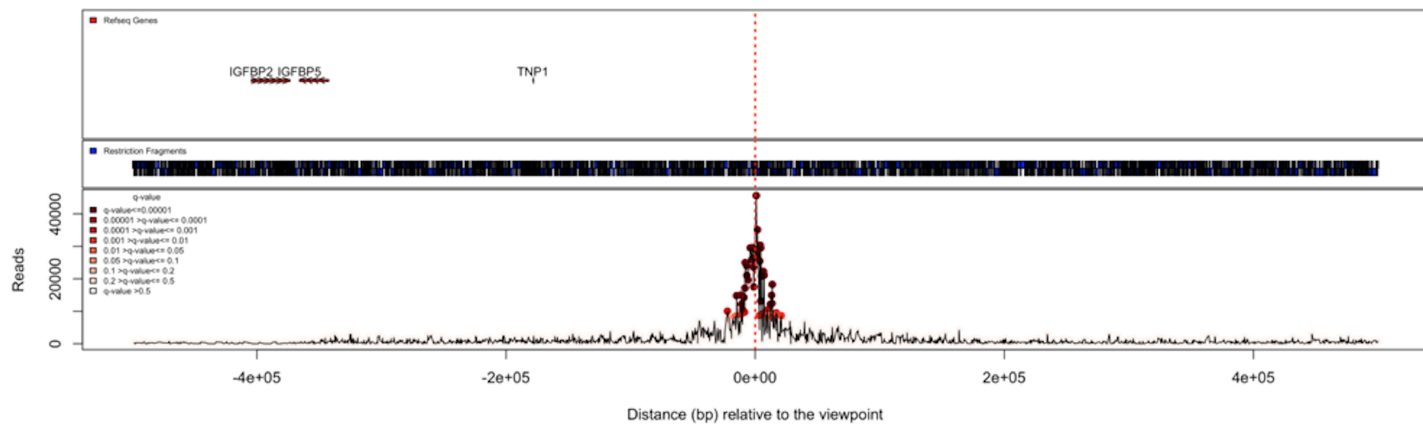 Refseq Genes
IGFBP2 IGFBP5
TNP1
Restriction Fragments
q-value
q-value<=0.00001
0.00001 >q-value<= 0.0001
0.0001 >q-value<= 0.001
0.001 >q-value<= 0.01
0.01 >q-value<= 0.05
0.05 >q-value<= 0.1
0.1 >q-value<= 0.2
0.2 >q-value<= 0.5
q-value >0.5
Reads
40000
20000
0
-4e+05 -2e+05 0e+00 2e+05 4e+05
Distance (bp) relative to the viewpoint